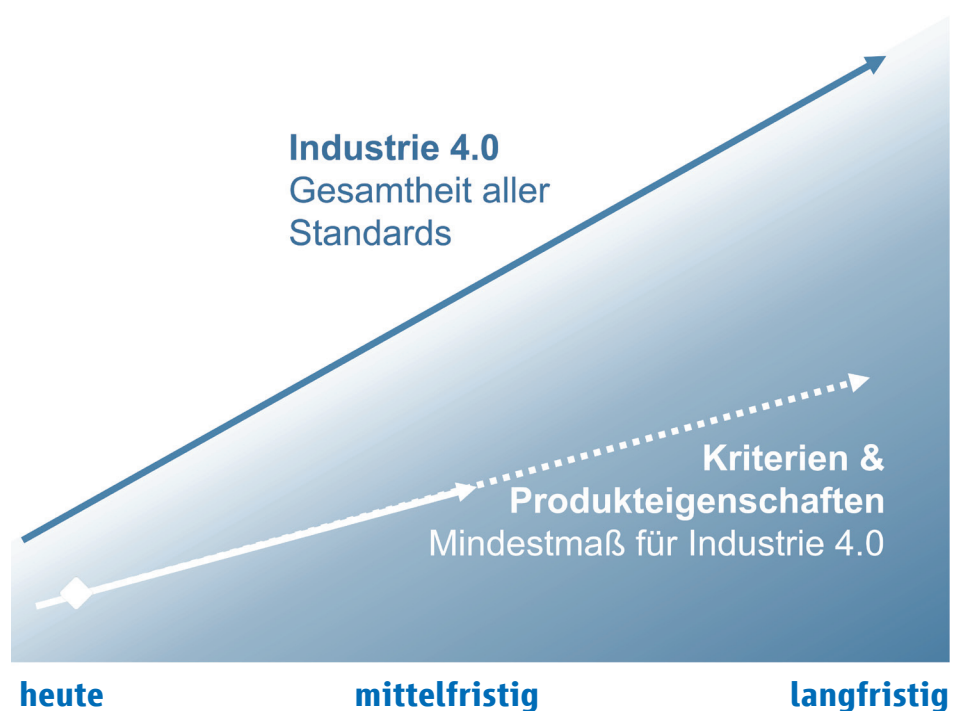 Industrie 4.0
Gesamtheit aller
Standards
Kriterien &
Produkteigenschaften
Mindestmaß für Industrie 4.0
heute mittelfristig langfristig